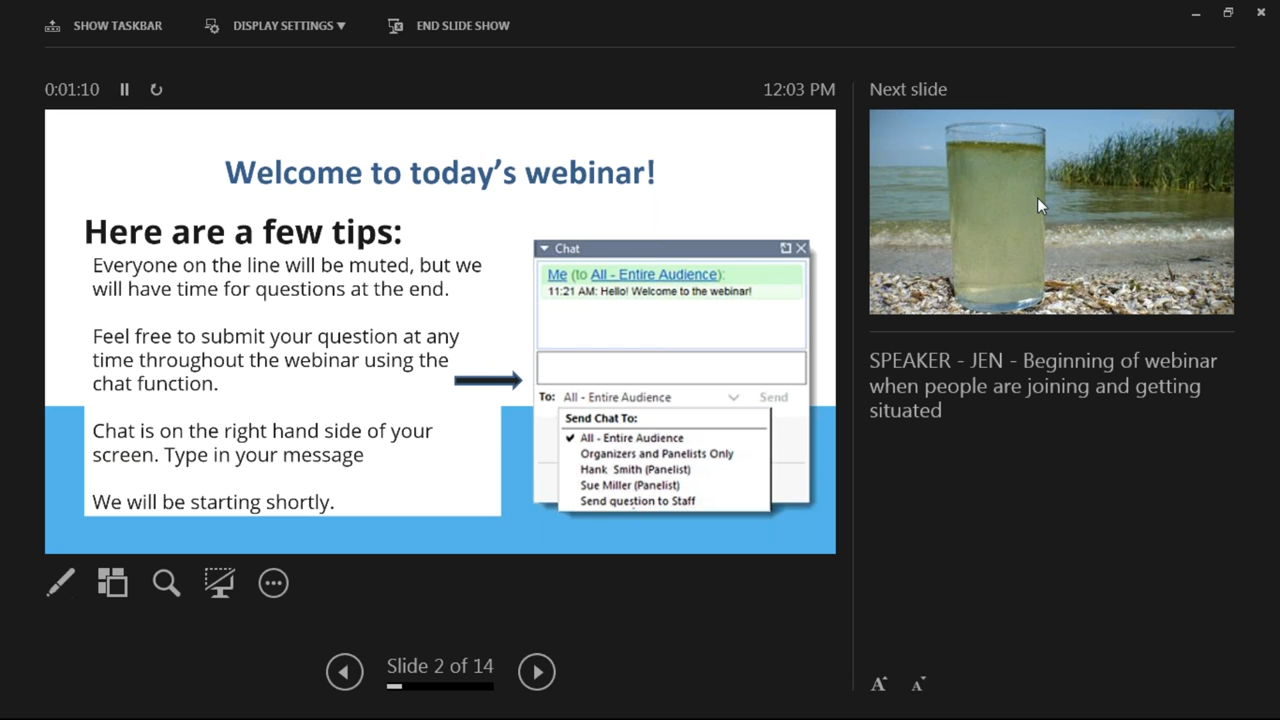 SHOW TASKBAR
DISPLAY SETTINGS ▼
END SLIDE SHOW
0:01:10
12:03 PM
Next slide
Welcome to today's webinar!
Here are a few tips:
Everyone on the line will be muted, but we
will have time for questions at the end.
Feel free to submit your question at any
time throughout the webinar using the
chat function.
Chat is on the right hand side of your
screen. Type in your message
We will be starting shortly.
Chat
Me (to All - Entire Audience):
11:21 AM: Hello! Welcome to the webinar!
To: All - Entire Audience Send
Send Chat To:
✔ All - Entire Audience
Organizers and Panelists Only
Hank Smith (Panelist)
Sue Miller (Panelist)
Send question to Staff
SPEAKER - JEN - Beginning of webinar
when people are joining and getting
situated
Slide 2 of 14
A A